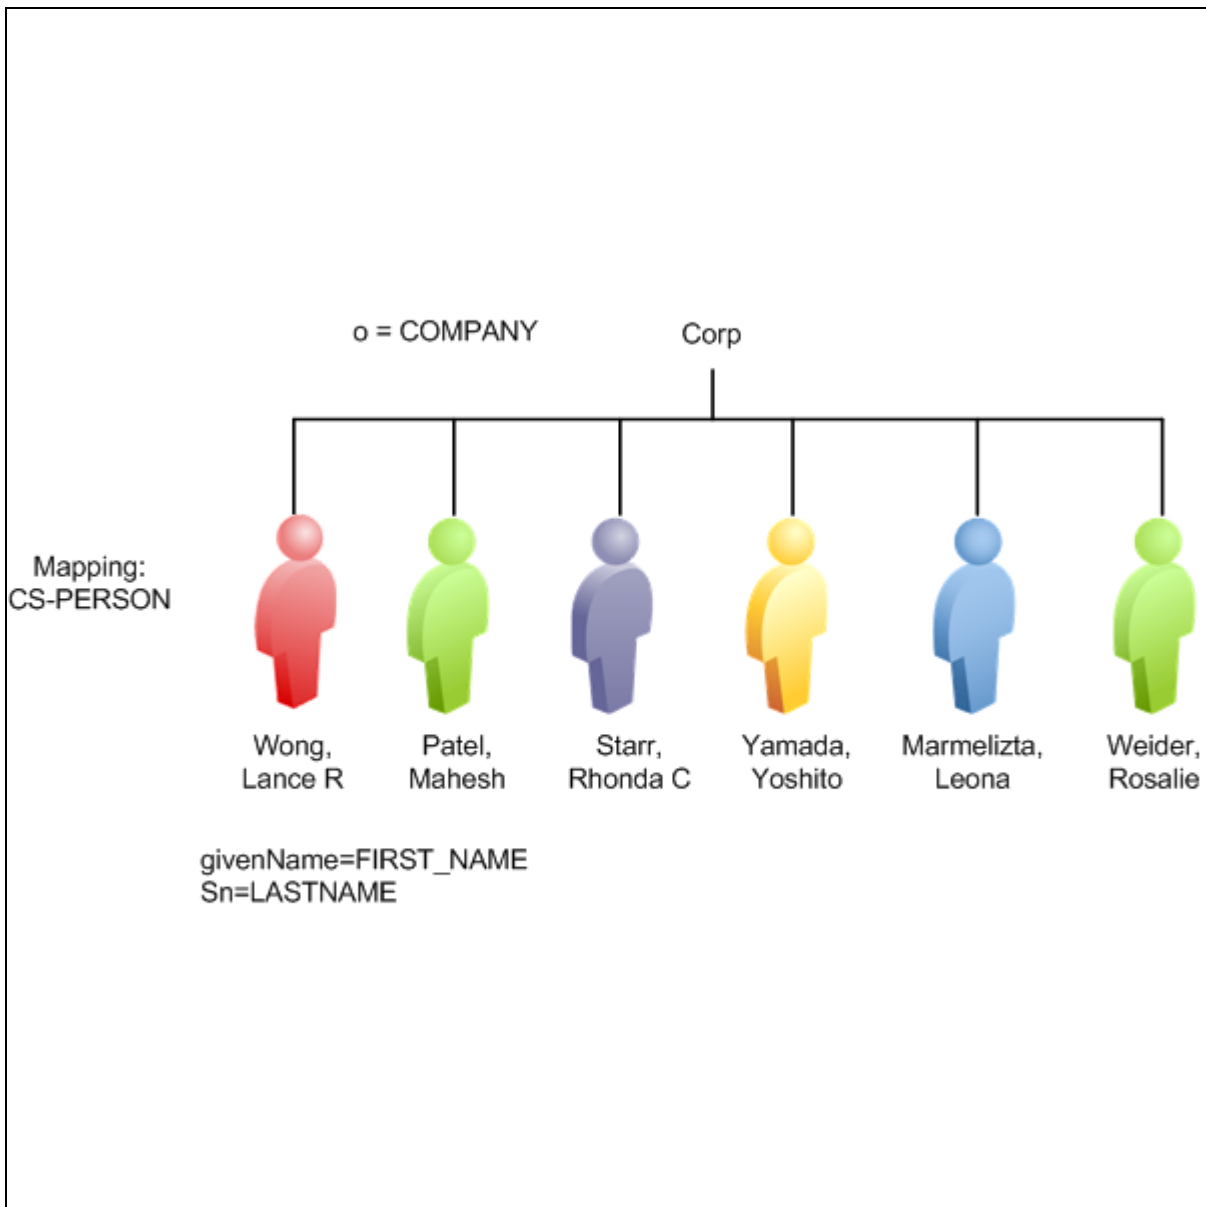 o = COMPANY
Corp
Mapping:
CS-PERSON
Wong,
Lance R
Patel,
Mahesh
Starr,
Rhonda C
Yamada,
Yoshito
Marmelizta,
Leona
Weider,
Rosalie
givenName=FIRST_NAME
Sn=LASTNAME